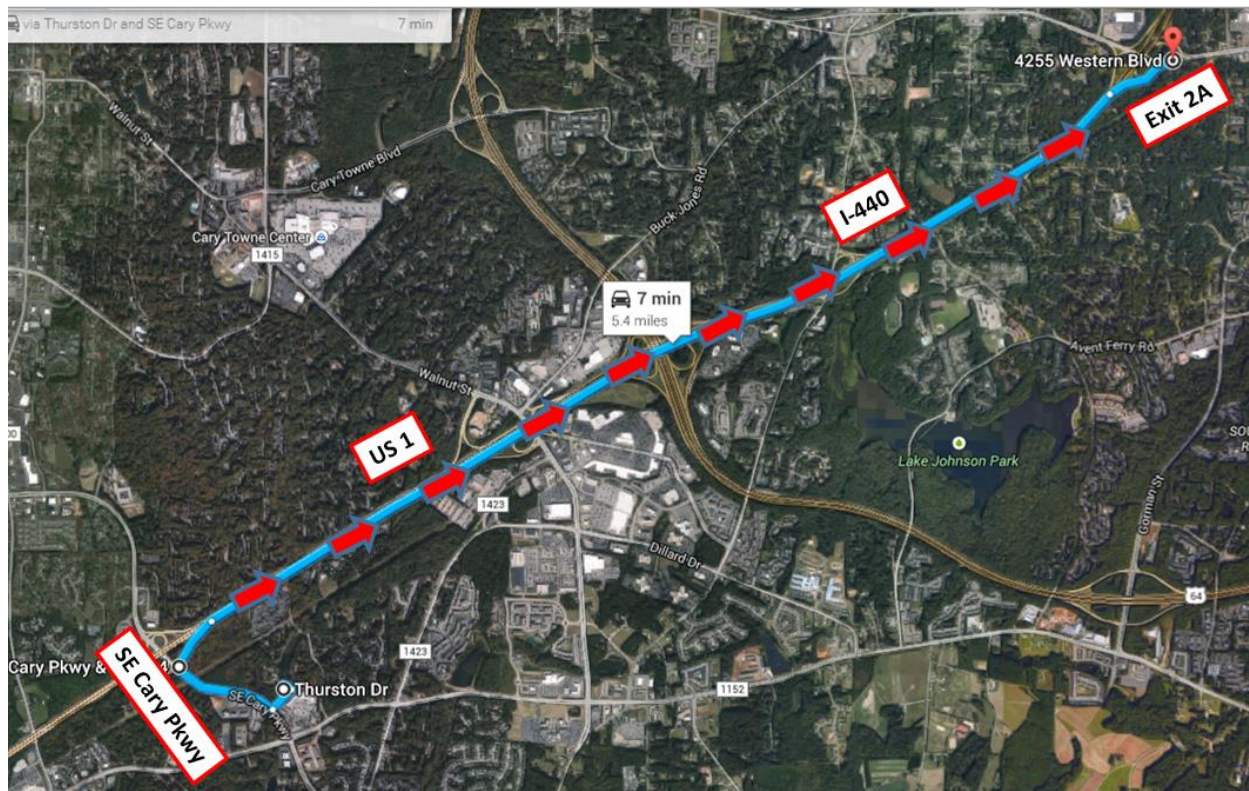 via Thurston Dr and SE Cary Pkwy 7 min
4255 Western Blvd
Exit 2A
Walnut St
Cary Towne Blvd
Buck Jones Rd
I-440
Cary Towne Center
1415
7 min
5.4 miles
Avent Ferry Rd
Walnut St
US 1
Lake Johnson Park
Gorman St
1423
Dillard Dr
64
1423
Cary Pkwy &
4
SE Cary Pkwy
Thurston Dr
SE Cary Pkwy
1152